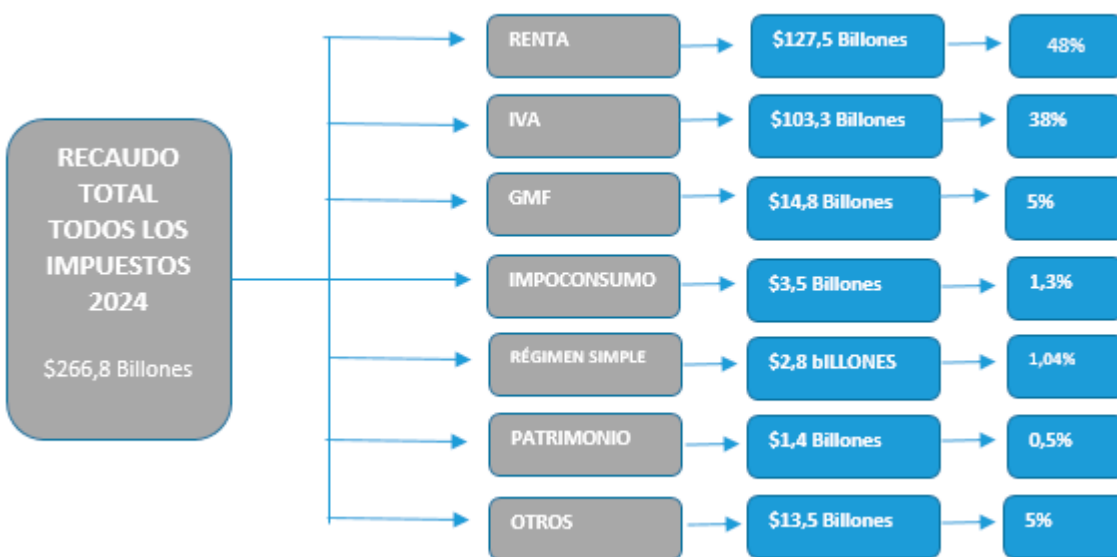 RECAUDO
TOTAL
TODOS LOS
IMPUESTOS
2024
$266,8 Billones
RENTA
$127,5 Billones
48%
IVA
$103,3 Billones
38%
GMF
$14,8 Billones
5%
IMPOCONSUMO
$3,5 Billones
1,3%
RÉGIMEN SIMPLE
$2,8 bILLONES
1,04%
PATRIMONIO
$1,4 Billones
0,5%
OTROS
$13,5 Billones
5%